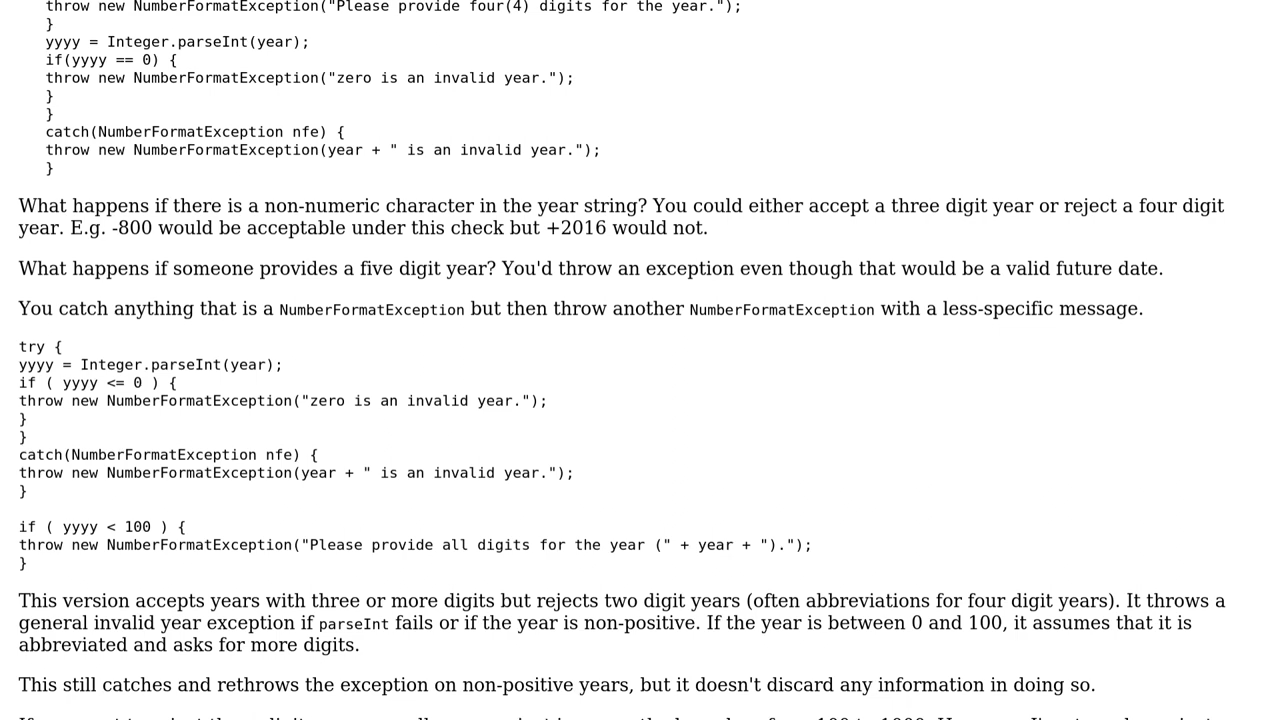 throw new NumberFormatException("Please provide four(4) digits for the year.");
}
yyyy = Integer.parseInt(year);
if(yyyy == 0) {
throw new NumberFormatException("zero is an invalid year.");
}
}
catch(NumberFormatException nfe) {
throw new NumberFormatException(year + " is an invalid year.");
}
What happens if there is a non-numeric character in the year string? You could either accept a three digit year or reject a four digit
year. E.g. -800 would be acceptable under this check but +2016 would not.
What happens if someone provides a five digit year? You'd throw an exception even though that would be a valid future date.
You catch anything that is a NumberFormatException but then throw another NumberFormatException with a less-specific message.
try {
yyyy = Integer.parseInt(year);
if ( yyyy <= 0 ) {
throw new NumberFormatException("zero is an invalid year.");
}
}
catch(NumberFormatException nfe) {
throw new NumberFormatException(year + " is an invalid year.");
}
if ( yyyy < 100 ) {
throw new NumberFormatException("Please provide all digits for the year (" + year + ").");
}
This version accepts years with three or more digits but rejects two digit years (often abbreviations for four digit years). It throws a
general invalid year exception if parseInt fails or if the year is non-positive. If the year is between 0 and 100, it assumes that it is
abbreviated and asks for more digits.
This still catches and rethrows the exception on non-positive years, but it doesn't discard any information in doing so.